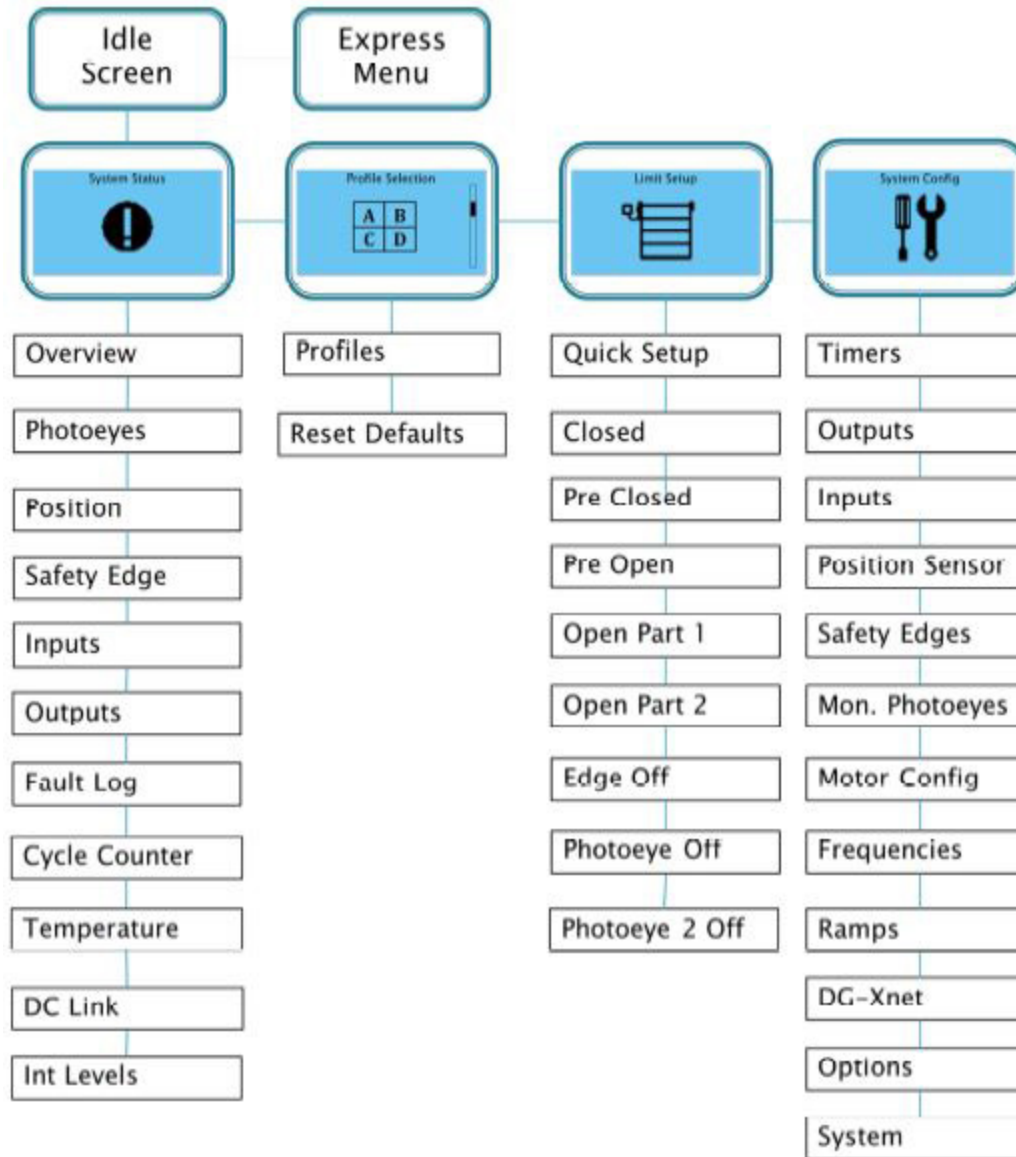 Idle
Screen
Express
Menu
System Status
Profile Selection
A B
C D
Limit Setup
System Config
Overview
Photoeyes
Position
Safety Edge
Inputs
Outputs
Fault Log
Cycle Counter
Temperature
DC Link
Int Levels
Profiles
Reset Defaults
Quick Setup
Closed
Pre Closed
Pre Open
Open Part 1
Open Part 2
Edge Off
Photoeye Off
Photoeye 2 Off
Timers
Outputs
Inputs
Position Sensor
Safety Edges
Mon. Photoeyes
Motor Config
Frequencies
Ramps
DG-Xnet
Options
System